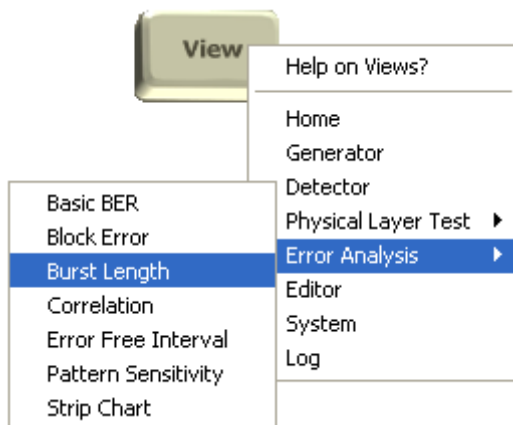 View
Help on Views?
Home
Generator
Detector
Physical Layer Test
Error Analysis
Editor
System
Log
Basic BER
Block Error
Burst Length
Correlation
Error Free Interval
Pattern Sensitivity
Strip Chart